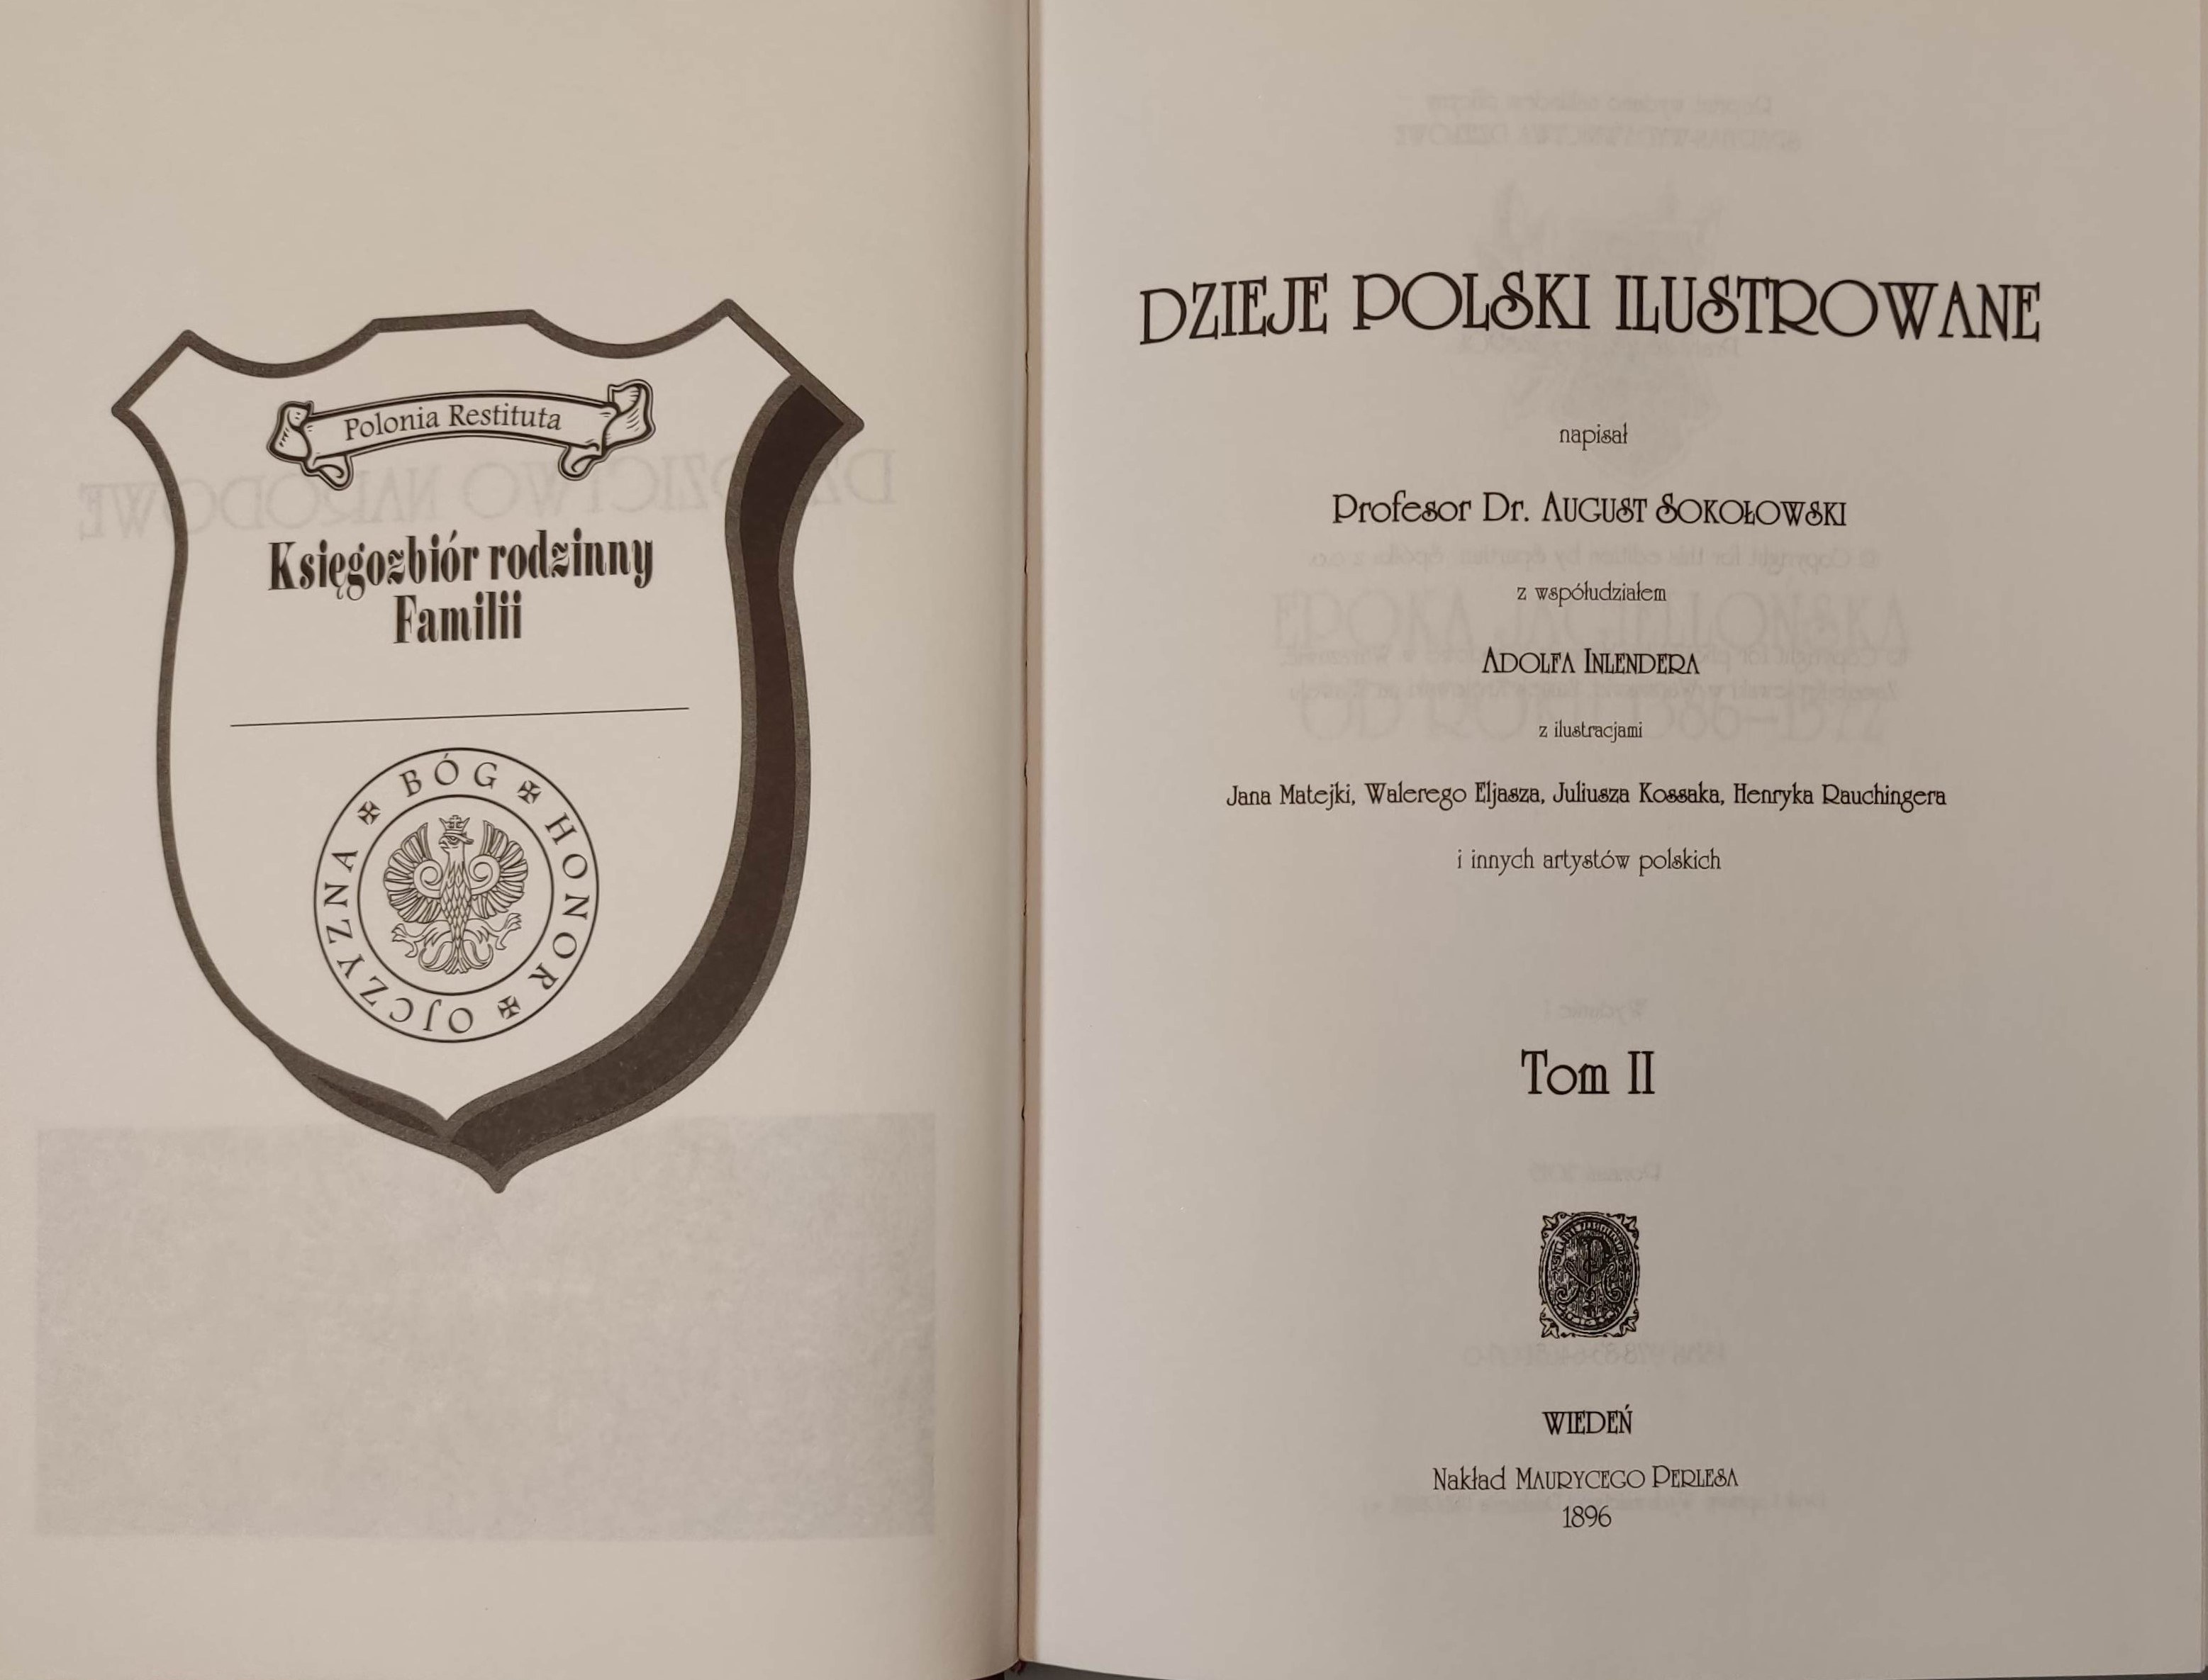 Polonia Restituta
Księgozbiór rodzinny
Familii
BÓG ✠ HONOR ✠ OJCZYZNA ✠
DZIEJE POLSKI ILUSTROWANE
napisał
Profesor Dr. AUGUST SOKOŁOWSKI
z współudziałem
ADOLFA INLENDERA
z ilustracjami
Jana Matejki, Walerego Eljasza, Juliusza Kossaka, Henryka Rauchingera
i innych artystów polskich
Tom II
WIEDEŃ
Nakład MAURYCEGO PERLESA
1896